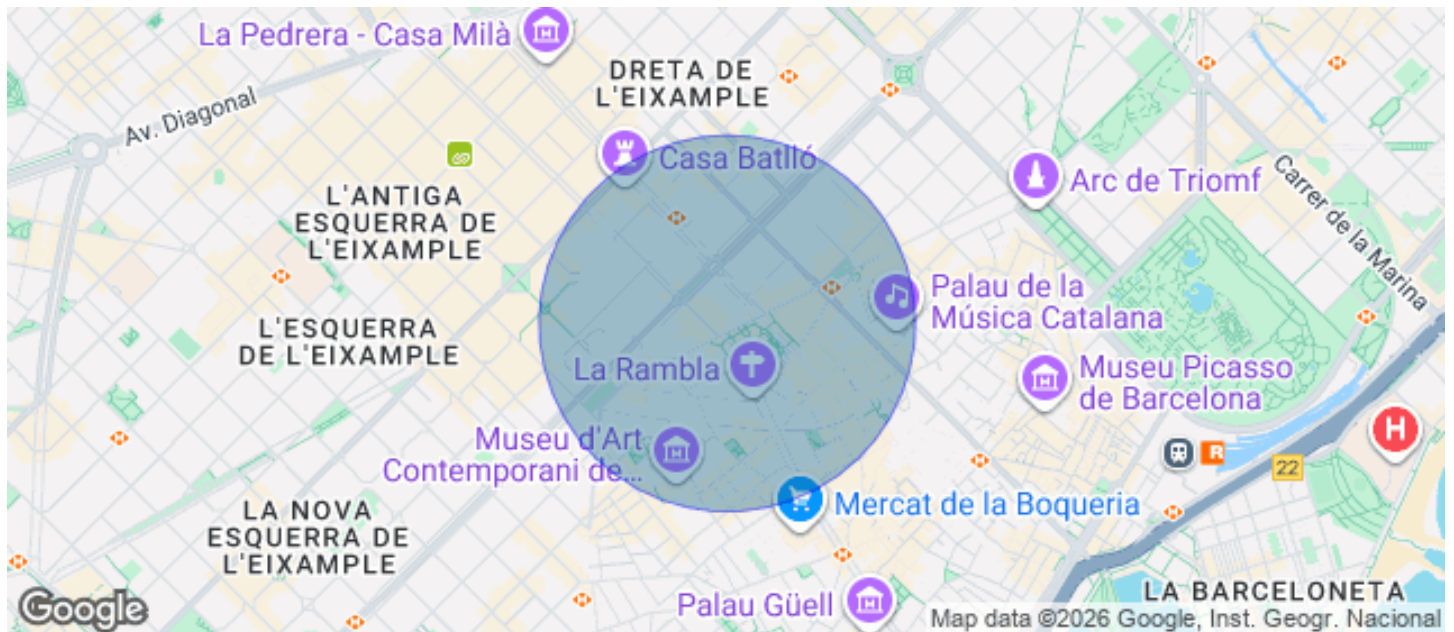 La Pedrera - Casa Milà
DRETA DE
L'EIXAMPLE
Av. Diagonal
Casa Batlló
Arc de Triomf
Carrer de la Marina
L'ANTIGA
ESQUERRA DE
L'EIXAMPLE
Palau de la
Música Catalana
L'ESQUERRA
DE L'EIXAMPLE
La Rambla
Museu Picasso
de Barcelona
Museu d'Art
Contemporani de...
H
R
22
Mercat de la Boqueria
LA NOVA
ESQUERRA DE
L'EIXAMPLE
LA BARCELONETA
Palau Güell
Google
Map data ©2026 Google, Inst. Geogr. Nacional